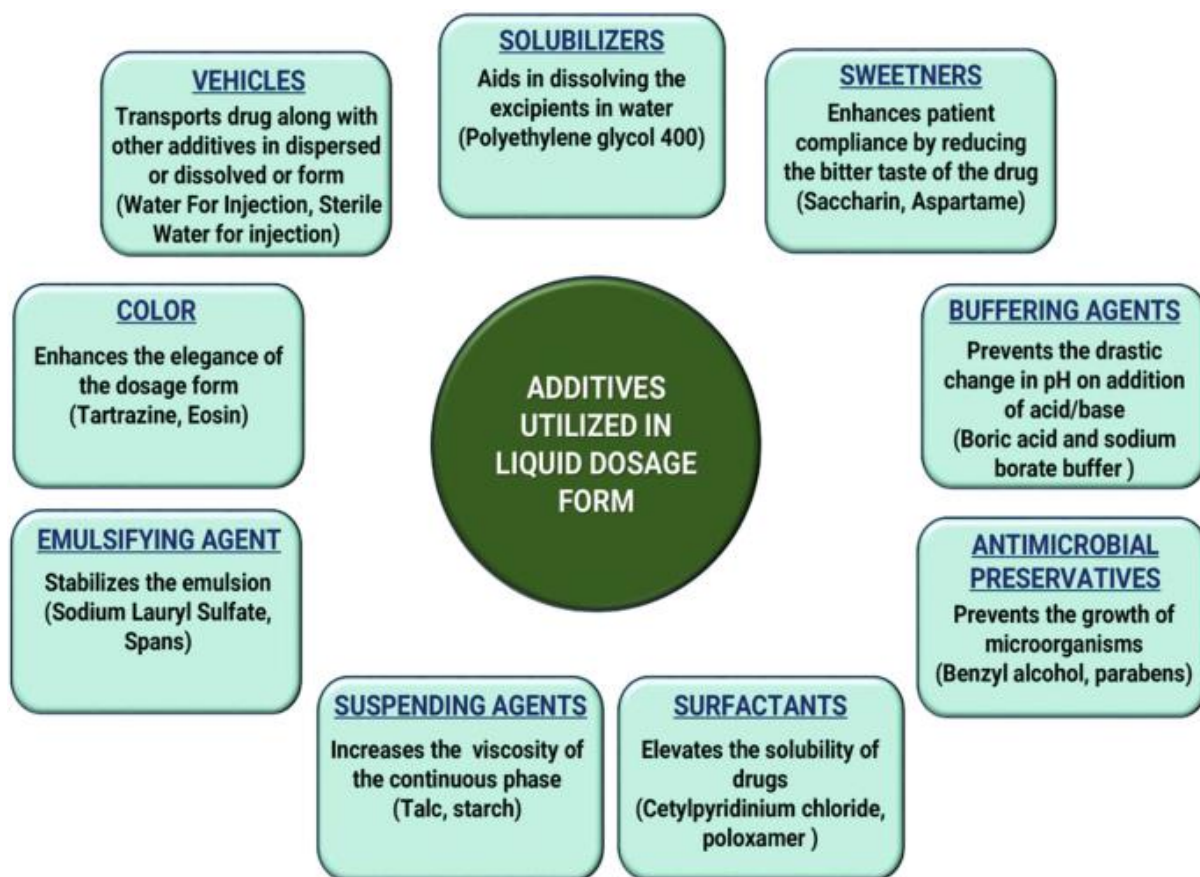 SOLUBILIZERS
Aids in dissolving the
excipients in water
(Polyethylene glycol 400)
VEHICLES
Transports drug along with
other additives in dispersed
or dissolved or form
(Water For Injection, Sterile
Water for injection)
SWEETNERS
Enhances patient
compliance by reducing
the bitter taste of the drug
(Saccharin, Aspartame)
COLOR
Enhances the elegance of
the dosage form
(Tartrazine, Eosin)
ADDITIVES
UTILIZED IN
LIQUID DOSAGE
FORM
BUFFERING AGENTS
Prevents the drastic
change in pH on addition
of acid/base
(Boric acid and sodium
borate buffer )
EMULSIFYING AGENT
Stabilizes the emulsion
(Sodium Lauryl Sulfate,
Spans)
ANTIMICROBIAL
PRESERVATIVES
Prevents the growth of
microorganisms
(Benzyl alcohol, parabens)
SUSPENDING AGENTS
Increases the viscosity of
the continuous phase
(Talc, starch)
SURFACTANTS
Elevates the solubility of
drugs
(Cetylpyridinium chloride,
poloxamer )